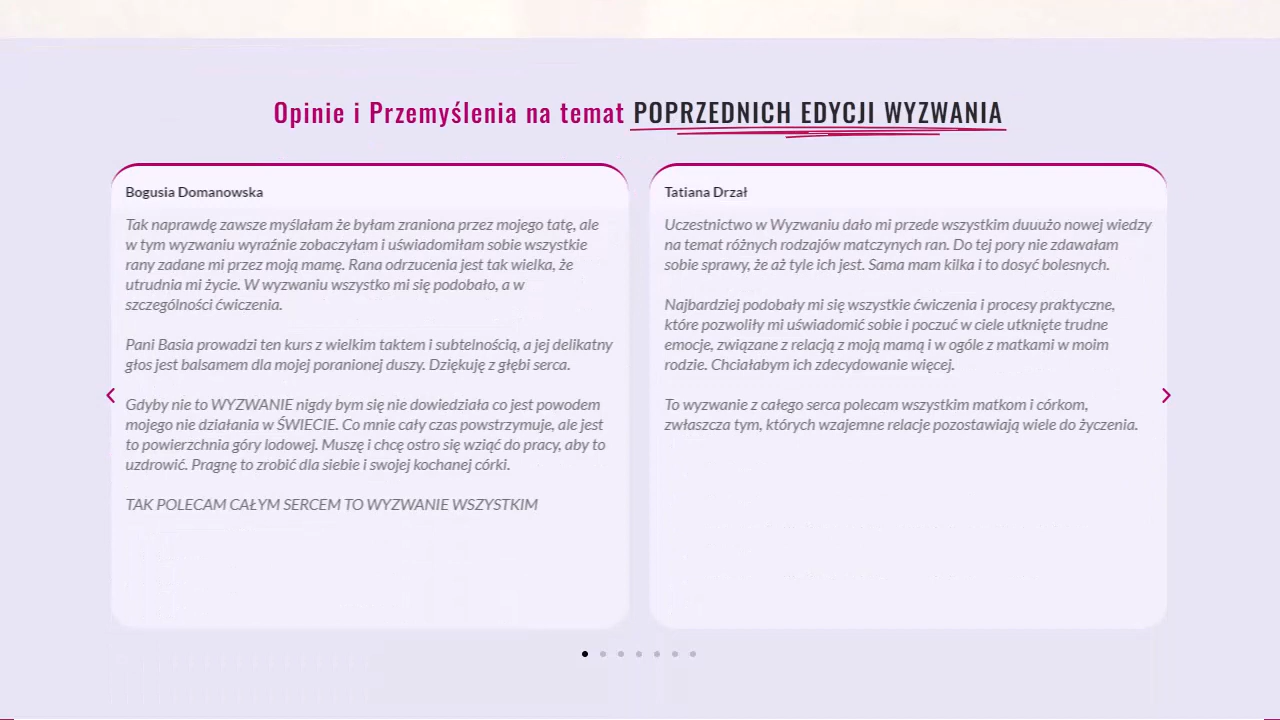 Opinie i Przemyślenia na temat POPRZEDNICH EDYCJI WYZWANIA
Bogusia Domanowska
Tak naprawdę zawsze myślałam że byłam zraniona przez mojego tatę, ale
w tym wyzwaniu wyraźnie zobaczyłam i uświadomiłam sobie wszystkie
rany zadane mi przez moją mamę. Rana odrzucenia jest tak wielka, że
utrudnia mi życie. W wyzwaniu wszystko mi się podobało, a w
szczególności ćwiczenia.
Pani Basia prowadzi ten kurs z wielkim taktem i subtelnością, a jej delikatny
głos jest balsamem dla mojej poranionej duszy. Dziękuję z głębi serca.
Gdyby nie to WYZWANIE nigdy bym się nie dowiedziała co jest powodem
mojego nie działania w ŚWIECIE. Co mnie cały czas powstrzymuje, ale jest
to powierzchnia góry lodowej. Muszę i chcę ostro się wziąć do pracy, aby to
uzdrowić. Pragnę to zrobić dla siebie i swojej kochanej córki.
TAK POLECAM CAŁYM SERCEM TO WYZWANIE WSZYSTKIM
Tatiana Drzał
Uczestnictwo w Wyzwaniu dało mi przede wszystkim duuużo nowej wiedzy
na temat różnych rodzajów matczynych ran. Do tej pory nie zdawałam
sobie sprawy, że aż tyle ich jest. Sama mam kilka i to dosyć bolesnych.
Najbardziej podobały mi się wszystkie ćwiczenia i procesy praktyczne,
które pozwoliły mi uświadomić sobie i poczuć w ciele utknięte trudne
emocje, związane z relacją z moją mamą i w ogóle z matkami w moim
rodzie. Chciałabym ich zdecydowanie więcej.
To wyzwanie z całego serca polecam wszystkim matkom i córkom,
zwłaszcza tym, których wzajemne relacje pozostawiają wiele do życzenia.